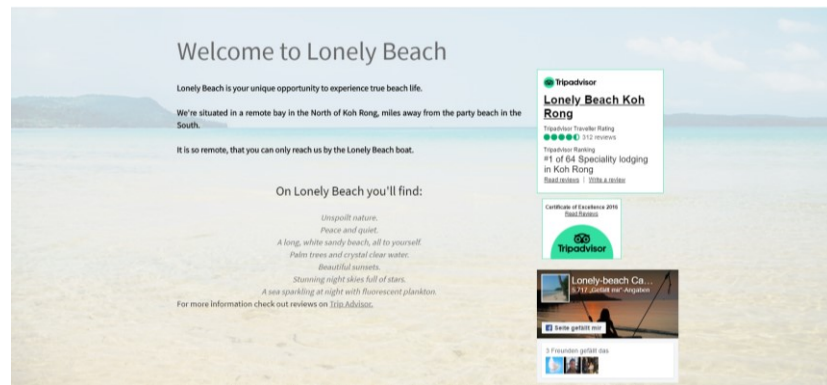 Welcome to Lonely Beach
Lonely Beach is your unique opportunity to experience true beach life.
We're situated in a remote bay in the North of Koh Rong, miles away from the party beach in the
South.
It is so remote, that you can only reach us by the Lonely Beach boat.
On Lonely Beach you'll find:
Unspoilt nature.
Peace and quiet.
A long, white sandy beach, all to yourself.
Palm trees and crystal clear water.
Beautiful sunsets.
Stunning night skies full of stars.
A sea sparkling at night with fluorescent plankton.
For more information check out reviews on Trip Advisor.
Tripadvisor
Lonely Beach Koh
Rong
Tripadvisor Traveller Rating
312 reviews
Tripadvisor Ranking
#1 of 64 Speciality lodging
in Koh Rong
Read reviews | Write a review
Certificate of Excellence 2016
Read Reviews
Tripadvisor
Lonely-beach Ca...
5.717 „Gefällt mir“-Angaben
Seite gefällt mir
3 Freunden gefällt das